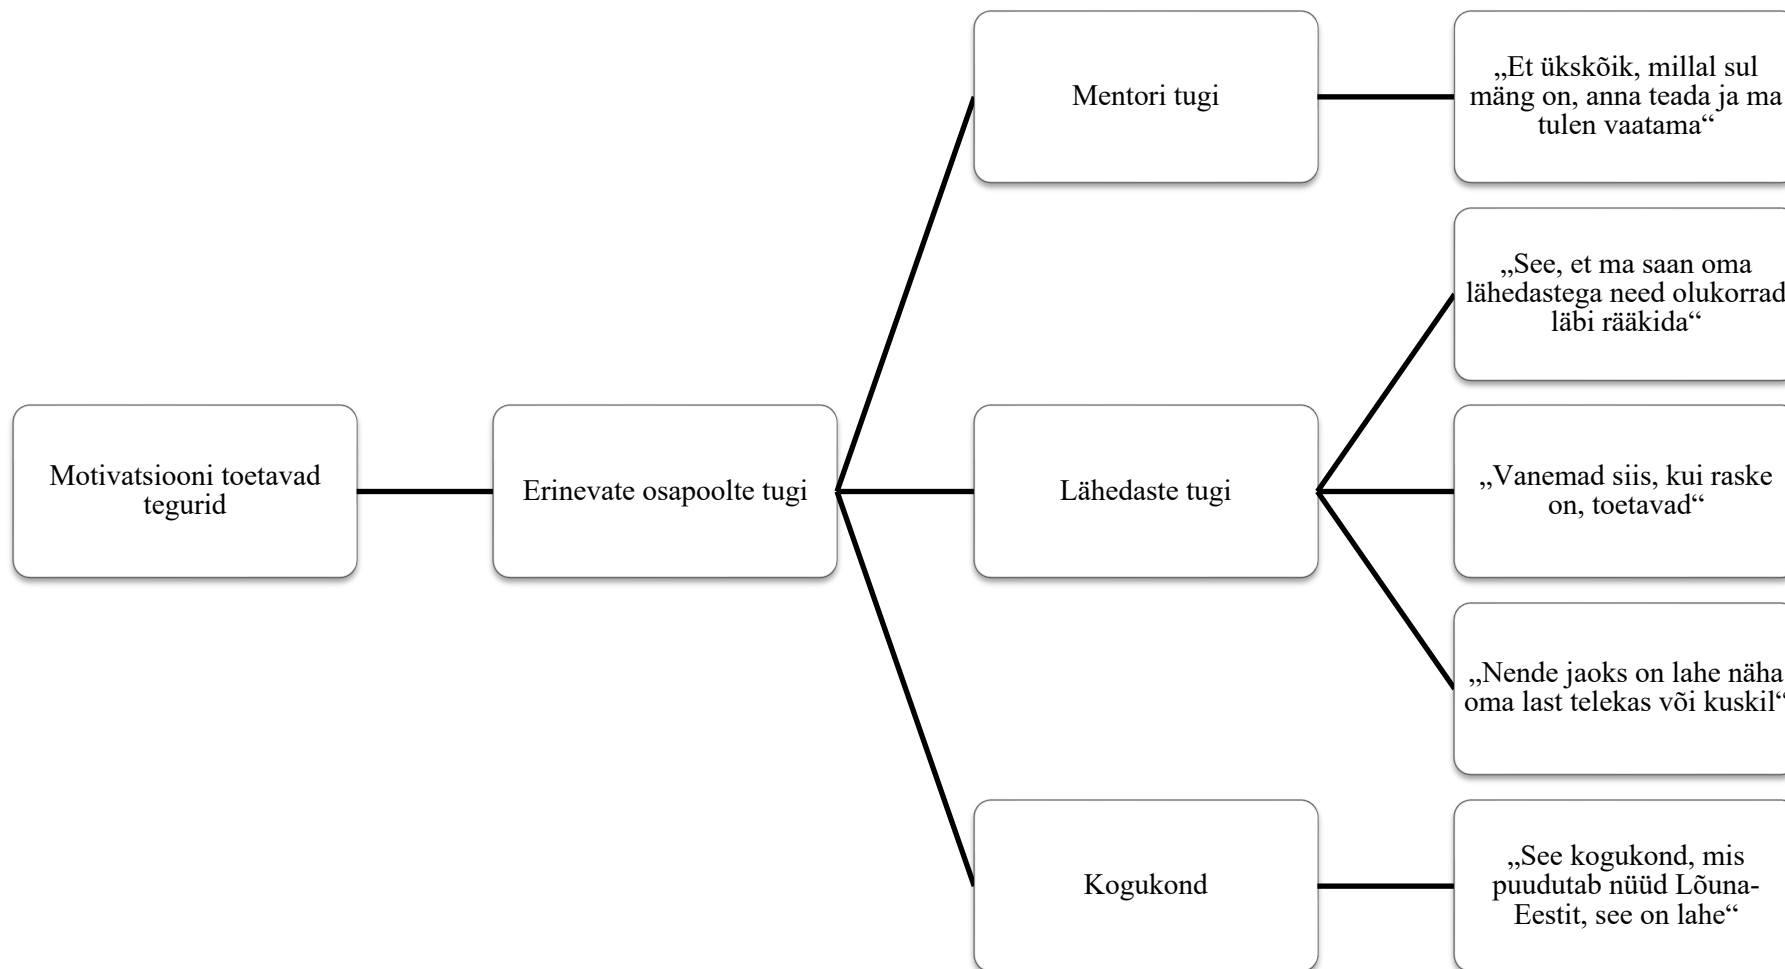 Motivatsiooni toetavad
tegurid
Erinevate osapoolte tugi
Mentori tugi
„Et ükskõik, millal sul
mäng on, anna teada ja ma
tulen vaatama“
Lähedaste tugi
„See, et ma saan oma
lähedastega need olukorrad
läbi rääkida“
„Vanemad siis, kui raske
on, toetavad“
„Nende jaoks on lahe näha
oma last telekas või kuskil“
Kogukond
„See kogukond, mis
puudutab nüüd Lõuna-
Eestit, see on lahe“